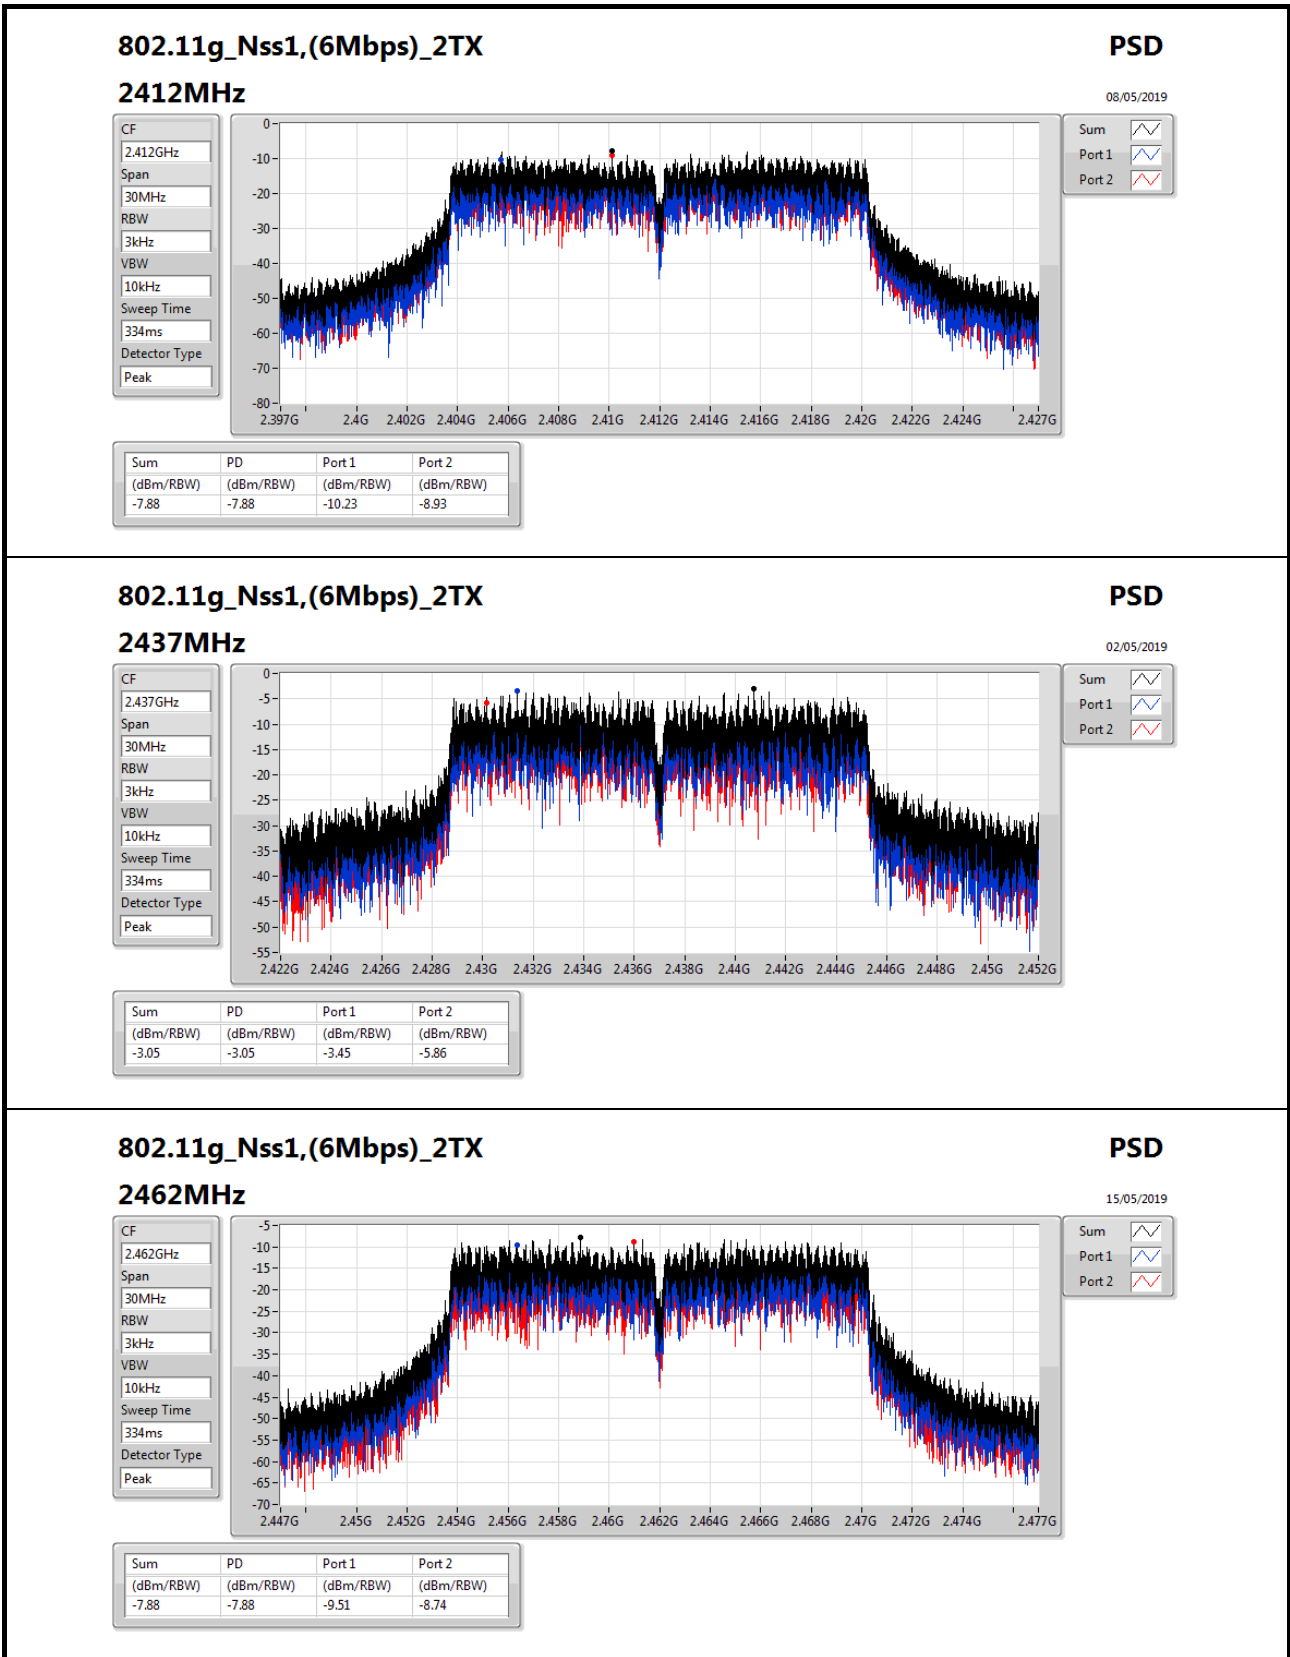 802.11g_Nss1,(6Mbps)_2TX PSD
2412MHz 08/05/2019
CF
2.412GHz
Span
30MHz
RBW
3kHz
VBW
10kHz
Sweep Time
334ms
Detector Type
Peak
0
-10
-20
-30
-40
-50
-60
-70
-80
2.397G 2.4G 2.402G 2.404G 2.406G 2.408G 2.41G 2.412G 2.414G 2.416G 2.418G 2.42G 2.422G 2.424G 2.427G
Sum
Port 1
Port 2
Sum PD Port 1 Port 2
(dBm/RBW) (dBm/RBW) (dBm/RBW) (dBm/RBW)
-7.88 -7.88 -10.23 -8.93
802.11g_Nss1,(6Mbps)_2TX PSD
2437MHz 02/05/2019
CF
2.437GHz
Span
30MHz
RBW
3kHz
VBW
10kHz
Sweep Time
334ms
Detector Type
Peak
0
-5
-10
-15
-20
-25
-30
-35
-40
-45
-50
-55
2.422G 2.424G 2.426G 2.428G 2.43G 2.432G 2.434G 2.436G 2.438G 2.44G 2.442G 2.444G 2.446G 2.448G 2.45G 2.452G
Sum
Port 1
Port 2
Sum PD Port 1 Port 2
(dBm/RBW) (dBm/RBW) (dBm/RBW) (dBm/RBW)
-3.05 -3.05 -3.45 -5.86
802.11g_Nss1,(6Mbps)_2TX PSD
2462MHz 15/05/2019
CF
2.462GHz
Span
30MHz
RBW
3kHz
VBW
10kHz
Sweep Time
334ms
Detector Type
Peak
-5
-10
-15
-20
-25
-30
-35
-40
-45
-50
-55
-60
-65
-70
2.447G 2.45G 2.452G 2.454G 2.456G 2.458G 2.46G 2.462G 2.464G 2.466G 2.468G 2.47G 2.472G 2.474G 2.477G
Sum
Port 1
Port 2
Sum PD Port 1 Port 2
(dBm/RBW) (dBm/RBW) (dBm/RBW) (dBm/RBW)
-7.88 -7.88 -9.51 -8.74